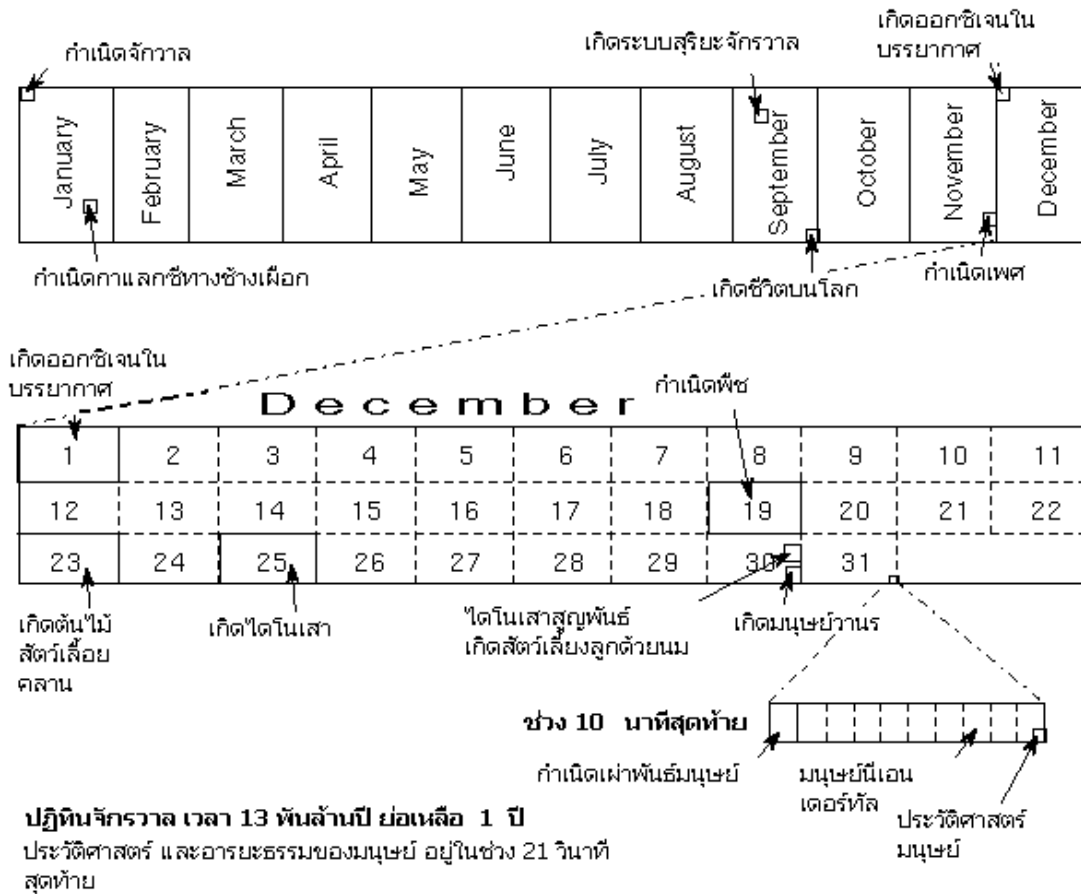 กำเนิดจักวาล
เกิดระบบสุริยะจักรวาล
เกิดออกซิเจนใน
บรรยากาศ
January
February
March
April
May
June
July
August
September
October
November
December
กำเนิดกาแลกซีทางช้างเผือก
เกิดชีวิตบนโลก
กำเนิดเพศ
เกิดออกซิเจนใน
บรรยากาศ
December
กำเนิดพืช
1 2 3 4 5 6 7 8 9 10 11
12 13 14 15 16 17 18 19 20 21 22
23 24 25 26 27 28 29 30 31
เกิดต้นไม้
สัตว์เลื้อย
คลาน
เกิดไดโนเสา
ไดโนเสาสูญพันธ์
เกิดสัตว์เลี้ยงลูกด้วยนม
เกิดมนุษย์วานร
ช่วง 10 นาทีสุดท้าย
กำเนิดเผ่าพันธ์มนุษย์
มนุษย์นีเอน
เดอร์ทัล
ประวัติศาสตร์
มนุษย์
ปฏิทินจักรวาล เวลา 13 พันล้านปี ย่อเหลือ 1 ปี
ประวัติศาสตร์ และอารยะธรรมของมนุษย์ อยู่ในช่วง 21 วินาที
สุดท้าย